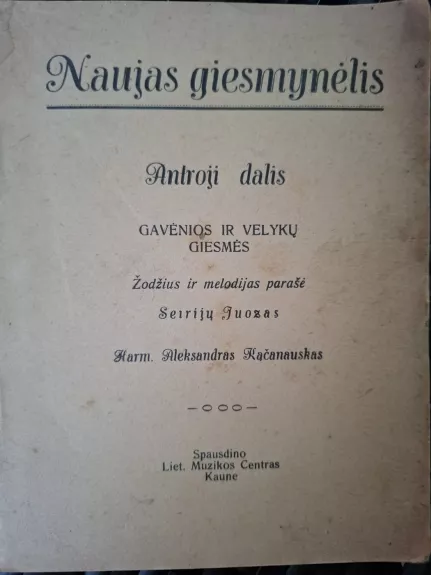 Naujas giesmynėlis
Antroji dalis
GAVĖNIOS IR VELYKŲ
GIESMĖS
Žodžius ir melodijas parašė
Seirijų Juozas
Harm. Aleksandras Kačanauskas
Spausdino
Liet. Muzikos Centras
Kaune